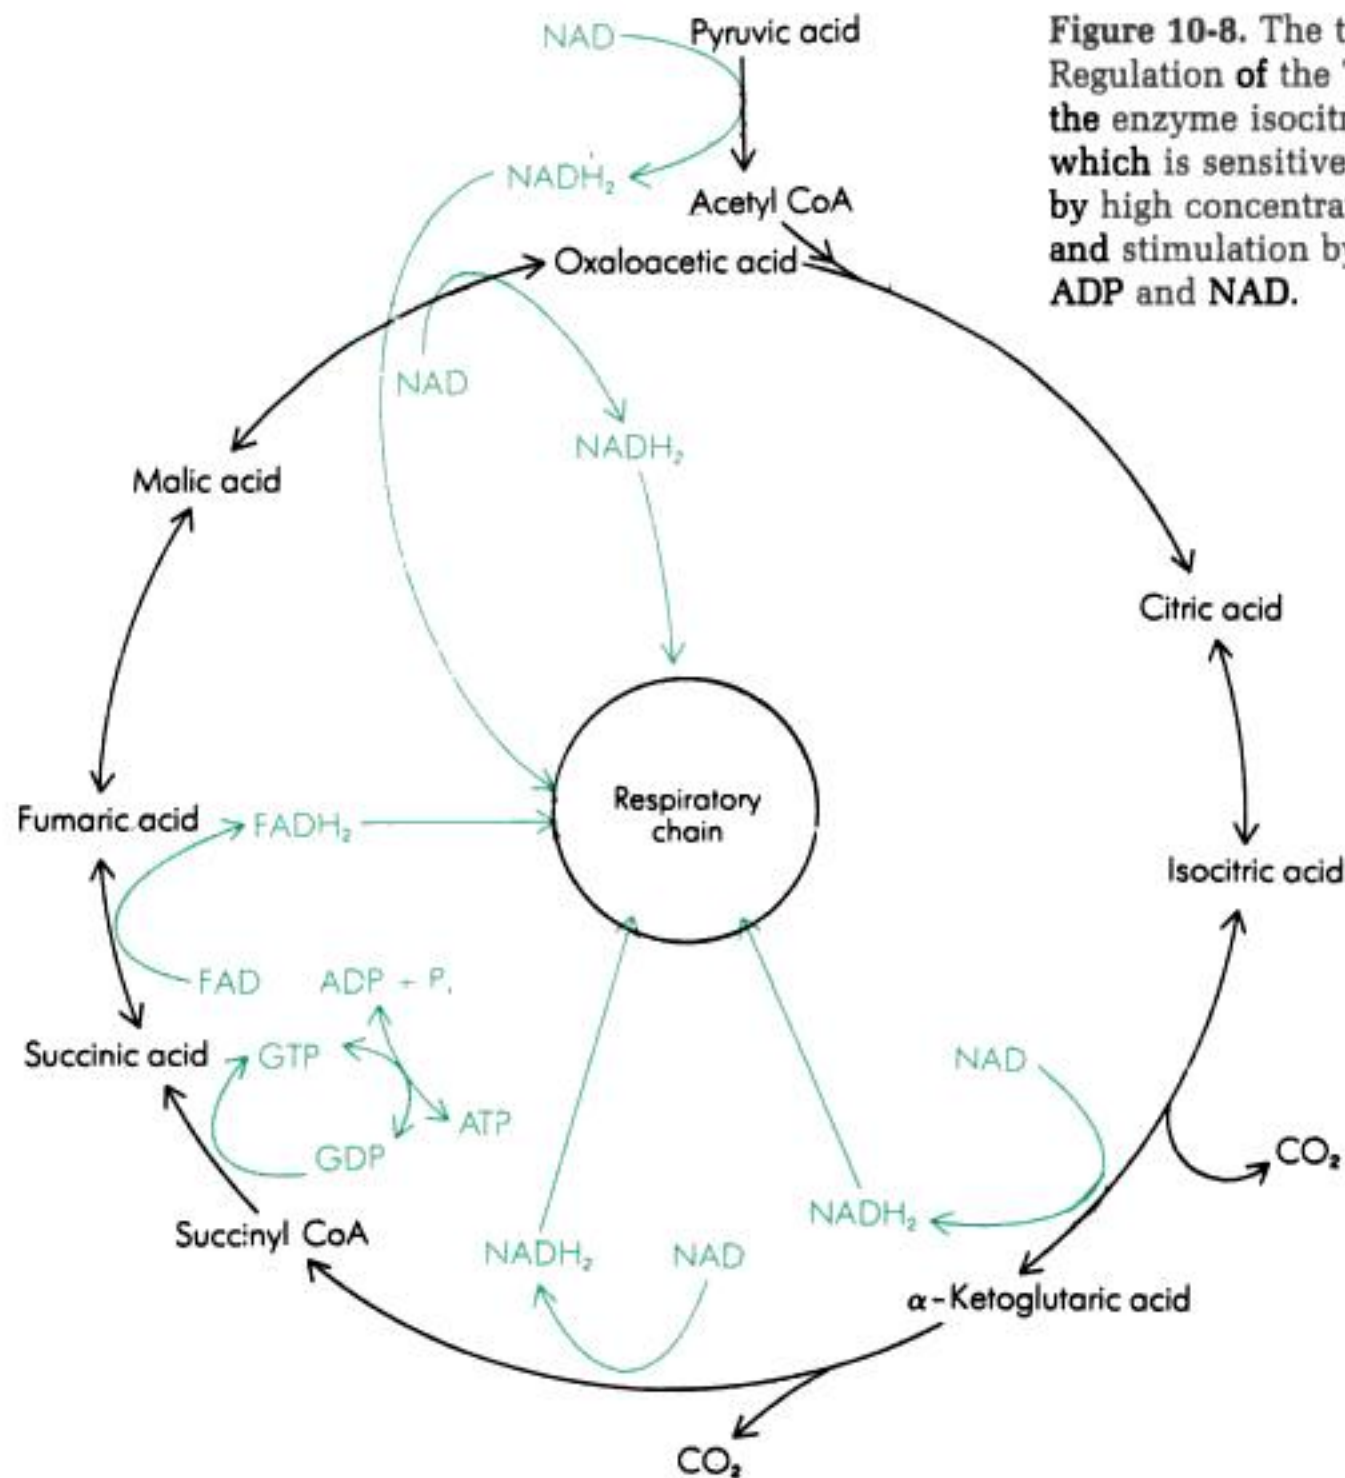 Figure 10-8. The t
Regulation of the
the enzyme isocitr
which is sensitive
by high concentra
and stimulation by
ADP and NAD.
NAD
Pyruvic acid
NADH₂
Acetyl CoA
Oxaloacetic acid
NAD
NADH₂
Malic acid
Citric acid
Respiratory
chain
Fumaric acid
FADH₂
Isocitric acid
FAD
ADP + Pᵢ
Succinic acid
GTP
NAD
ATP
GDP
CO₂
NADH₂
Succinyl CoA
NADH₂
NAD
α-Ketoglutaric acid
CO₂